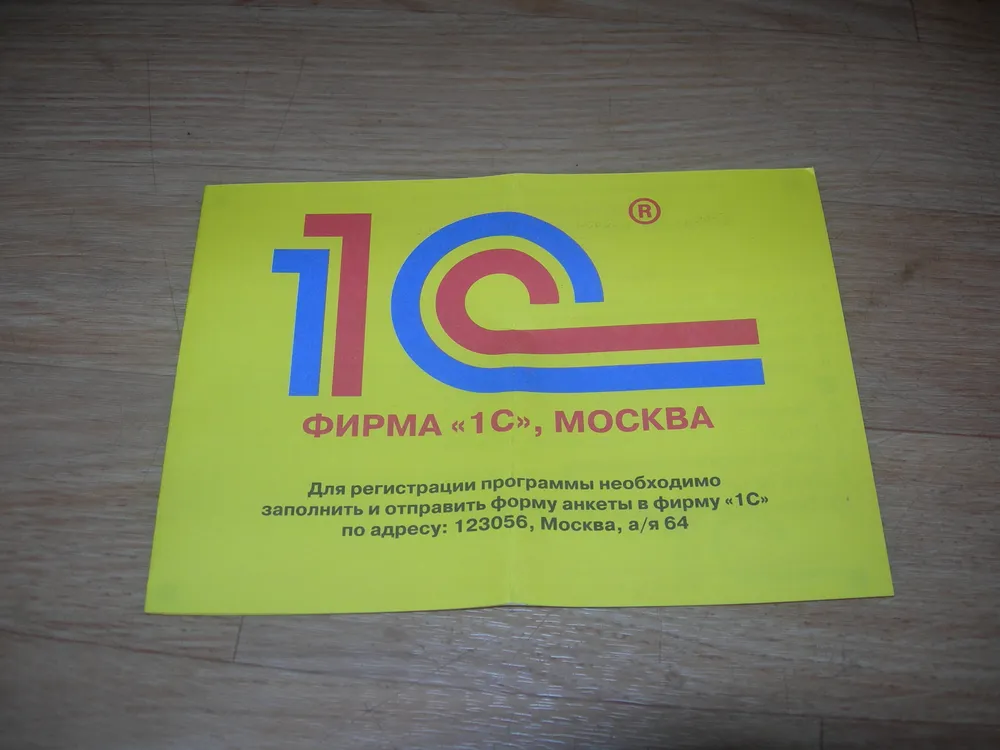 1С®
ФИРМА «1С», МОСКВА
Для регистрации программы необходимо
заполнить и отправить форму анкеты в фирму «1С»
по адресу: 123056, Москва, а/я 64